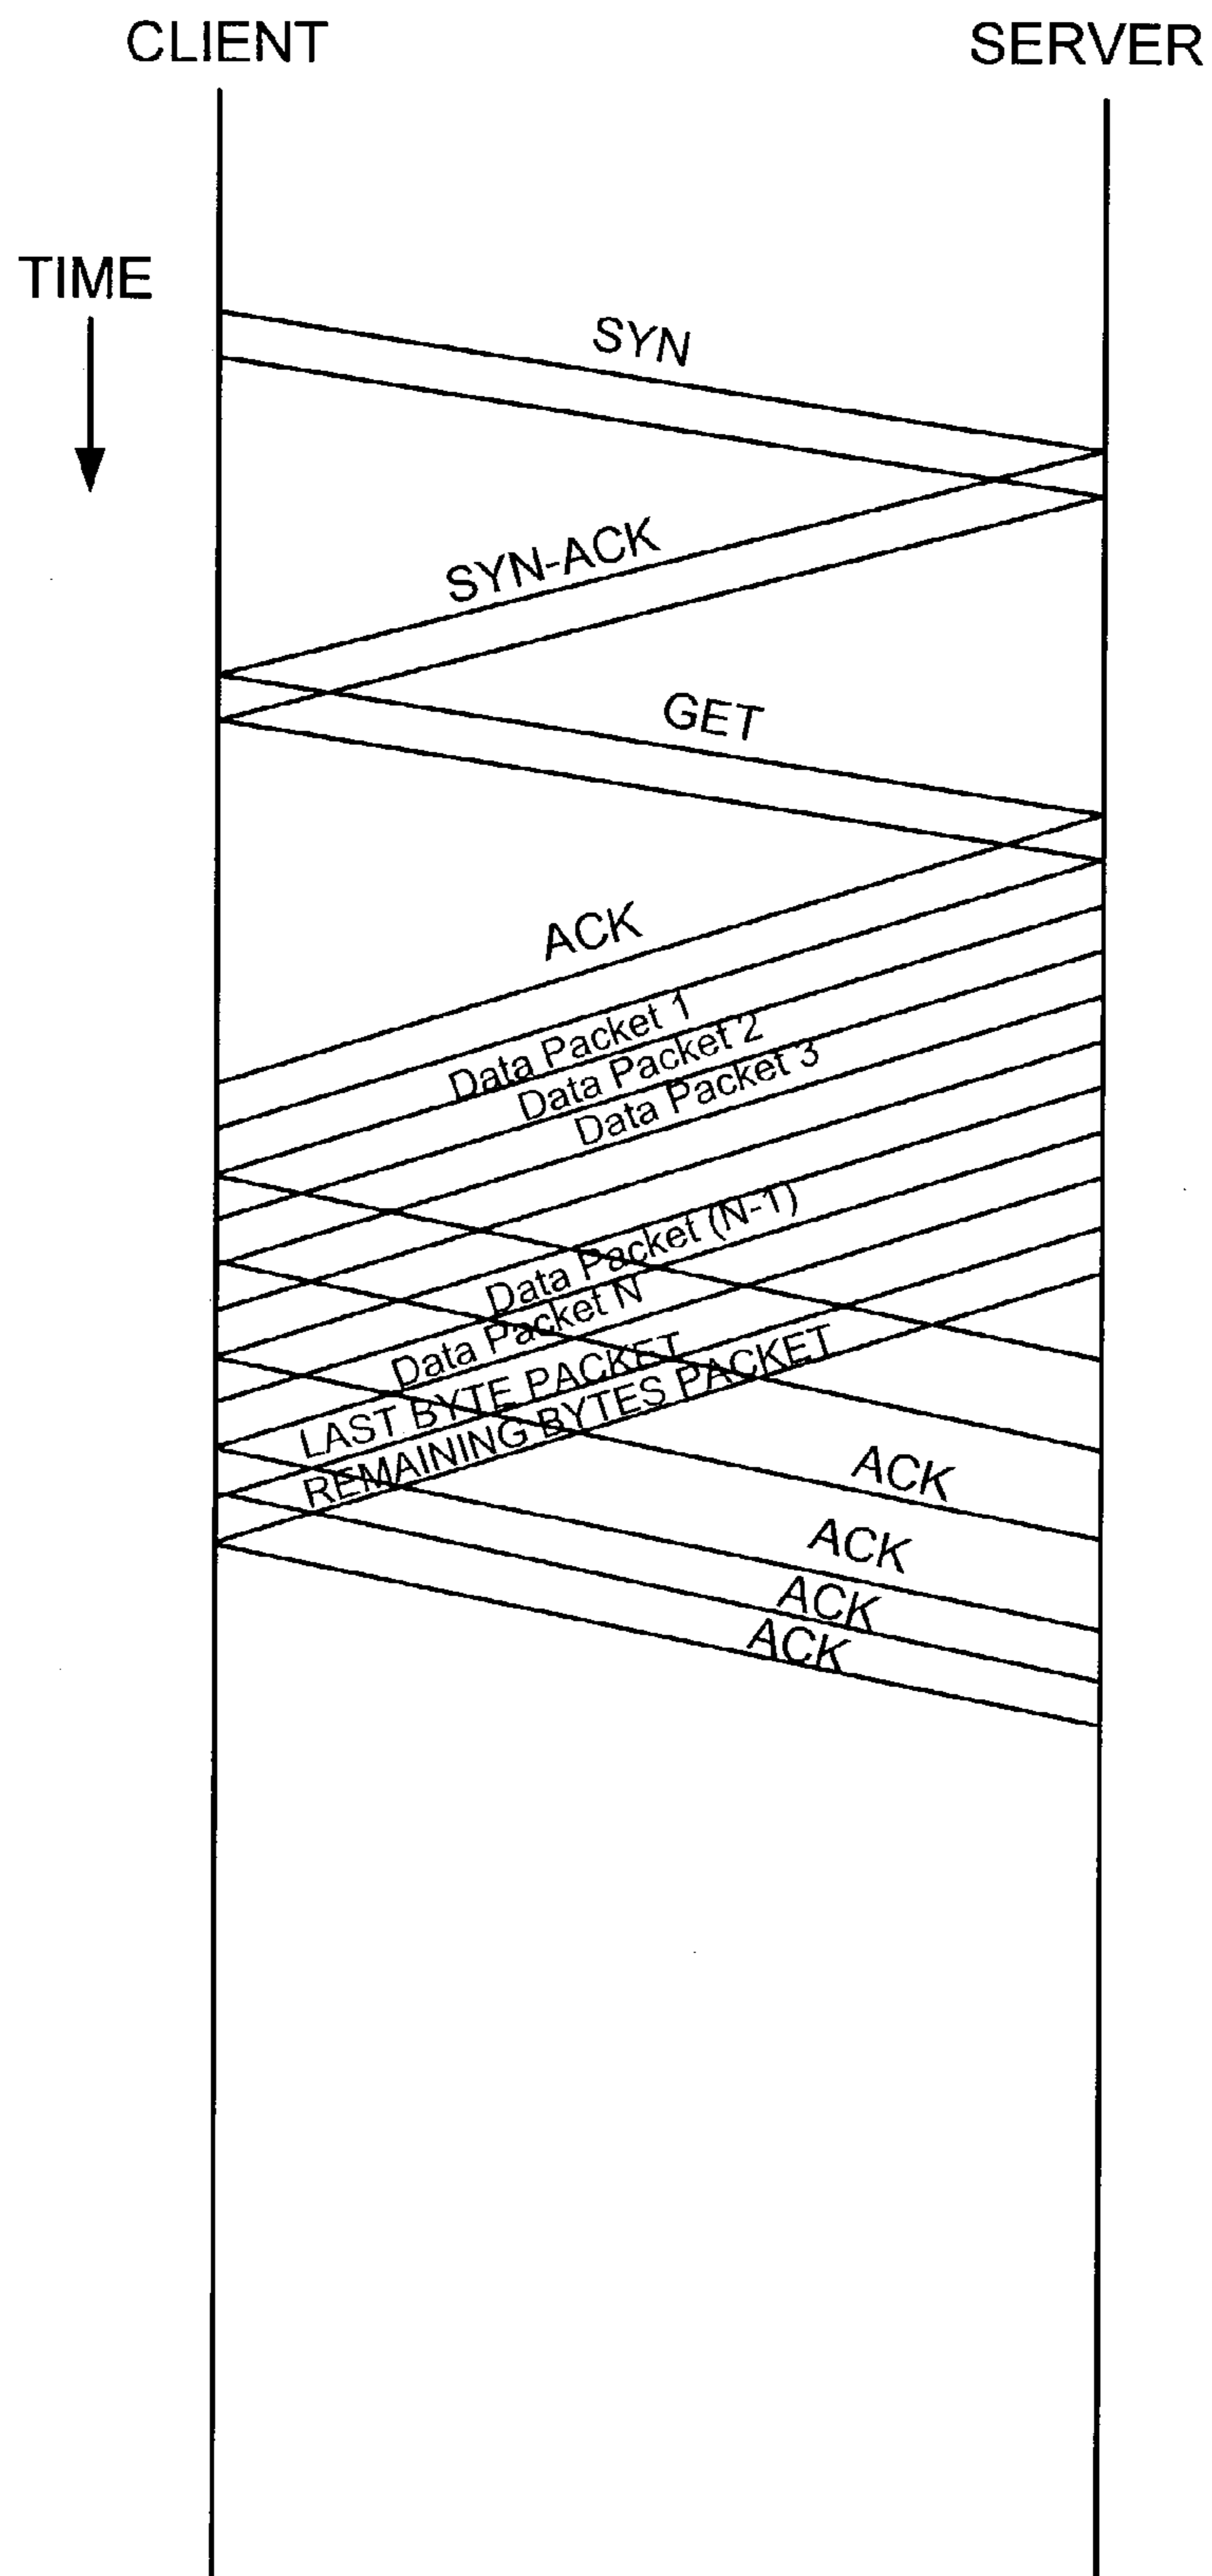 CLIENT
SERVER
TIME
SYN
SYN-ACK
GET
ACK
Data Packet 1
Data Packet 2
Data Packet 3
Data Packet (N-1)
Data Packet N
LAST BYTE PACKET
REMAINING BYTES PACKET
ACK
ACK
ACK
ACK